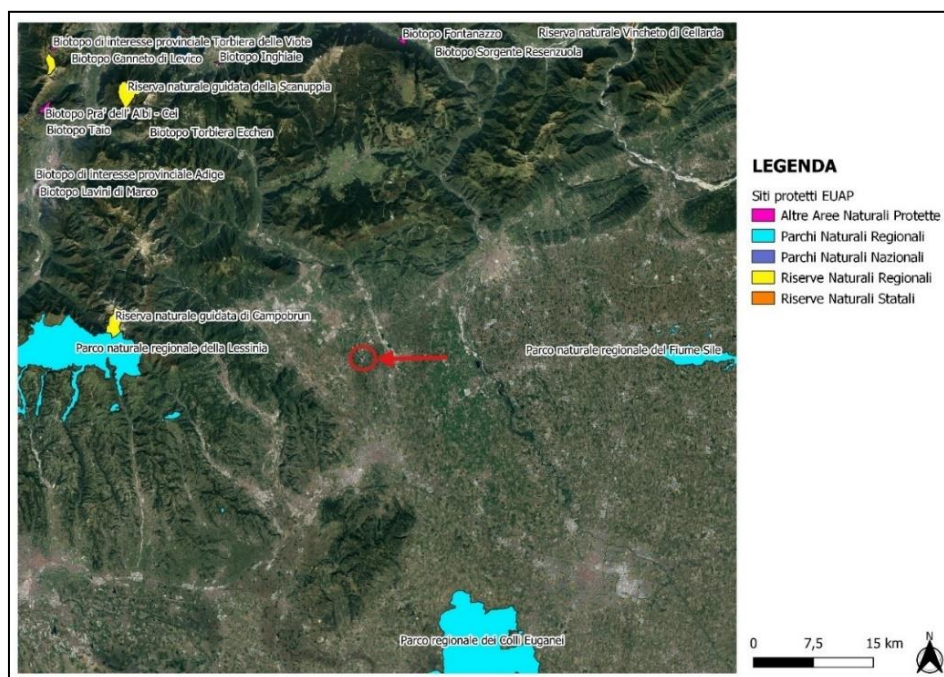 Biotopo Fontanazzo
Riserva naturale Vincheto di Cellarda
Biotopo di interesse provinciale Torbiera delle Viote
Biotopo Sorgente Resenzuola
Biotopo Canneto di Levico
Biotopo Inghiaie
Riserva naturale guidata della Scanuppia
Biotopo Pra' dell' Albi - Cei
Biotopo Taio
Biotopo Torbiera Ecchen
Biotopo di interesse provinciale Adige
Biotopo Lavini di Marco
Riserva naturale guidata di Campobrun
Parco naturale regionale della Lessinia
Parco naturale regionale del Fiume Sile
Parco regionale dei Colli Euganei
LEGENDA
Siti protetti EUAP
Altre Aree Naturali Protette
Parchi Naturali Regionali
Parchi Naturali Nazionali
Riserve Naturali Regionali
Riserve Naturali Statali
0 7,5 15 km
N